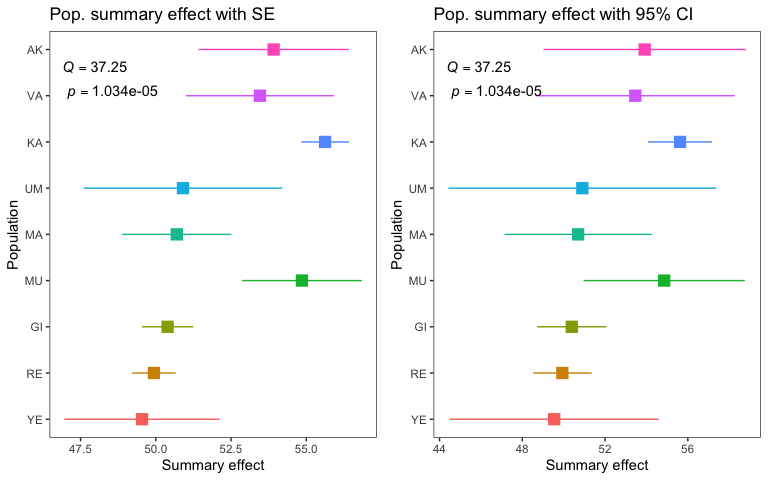 Pop. summary effect with SE
Population
AK
VA
KA
UM
MA
MU
GI
RE
YE
Q = 37.25
p = 1.034e-05
47.5 50.0 52.5 55.0
Summary effect
Pop. summary effect with 95% CI
Population
AK
VA
KA
UM
MA
MU
GI
RE
YE
Q = 37.25
p = 1.034e-05
44 48 52 56
Summary effect